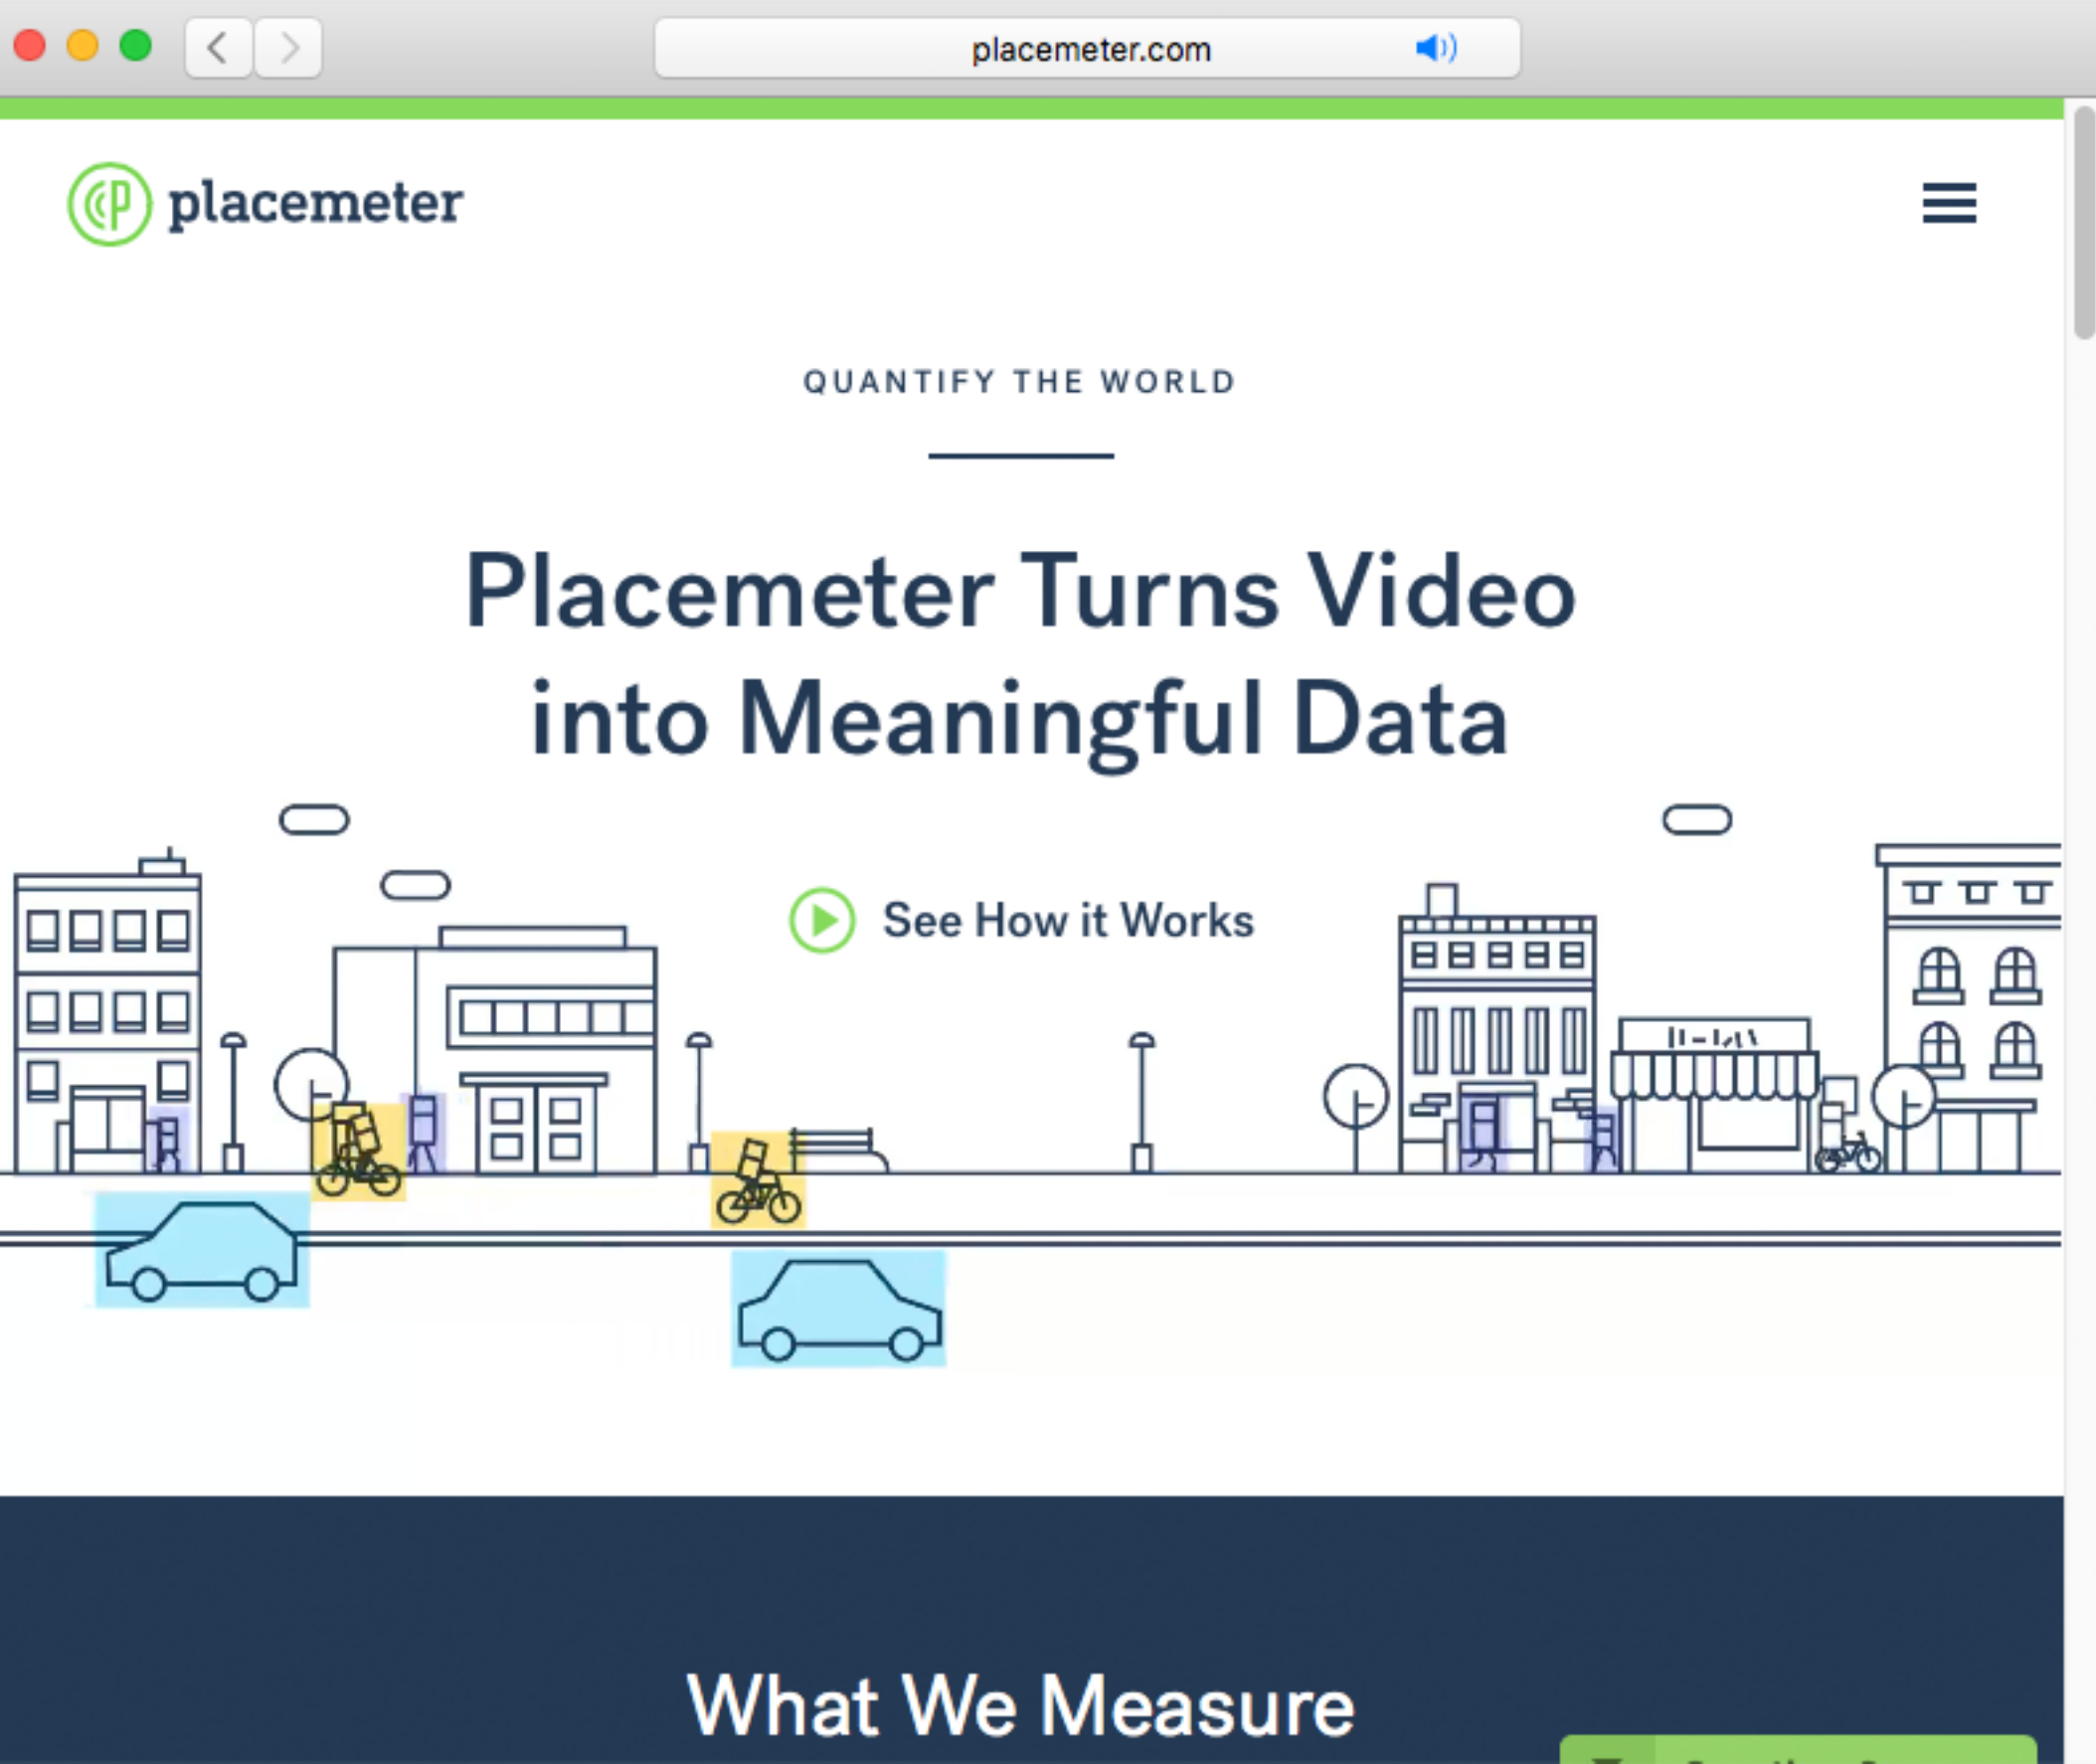 placemeter.com
placemeter
QUANTIFY THE WORLD
Placemeter Turns Video
into Meaningful Data
See How it Works
What We Measure